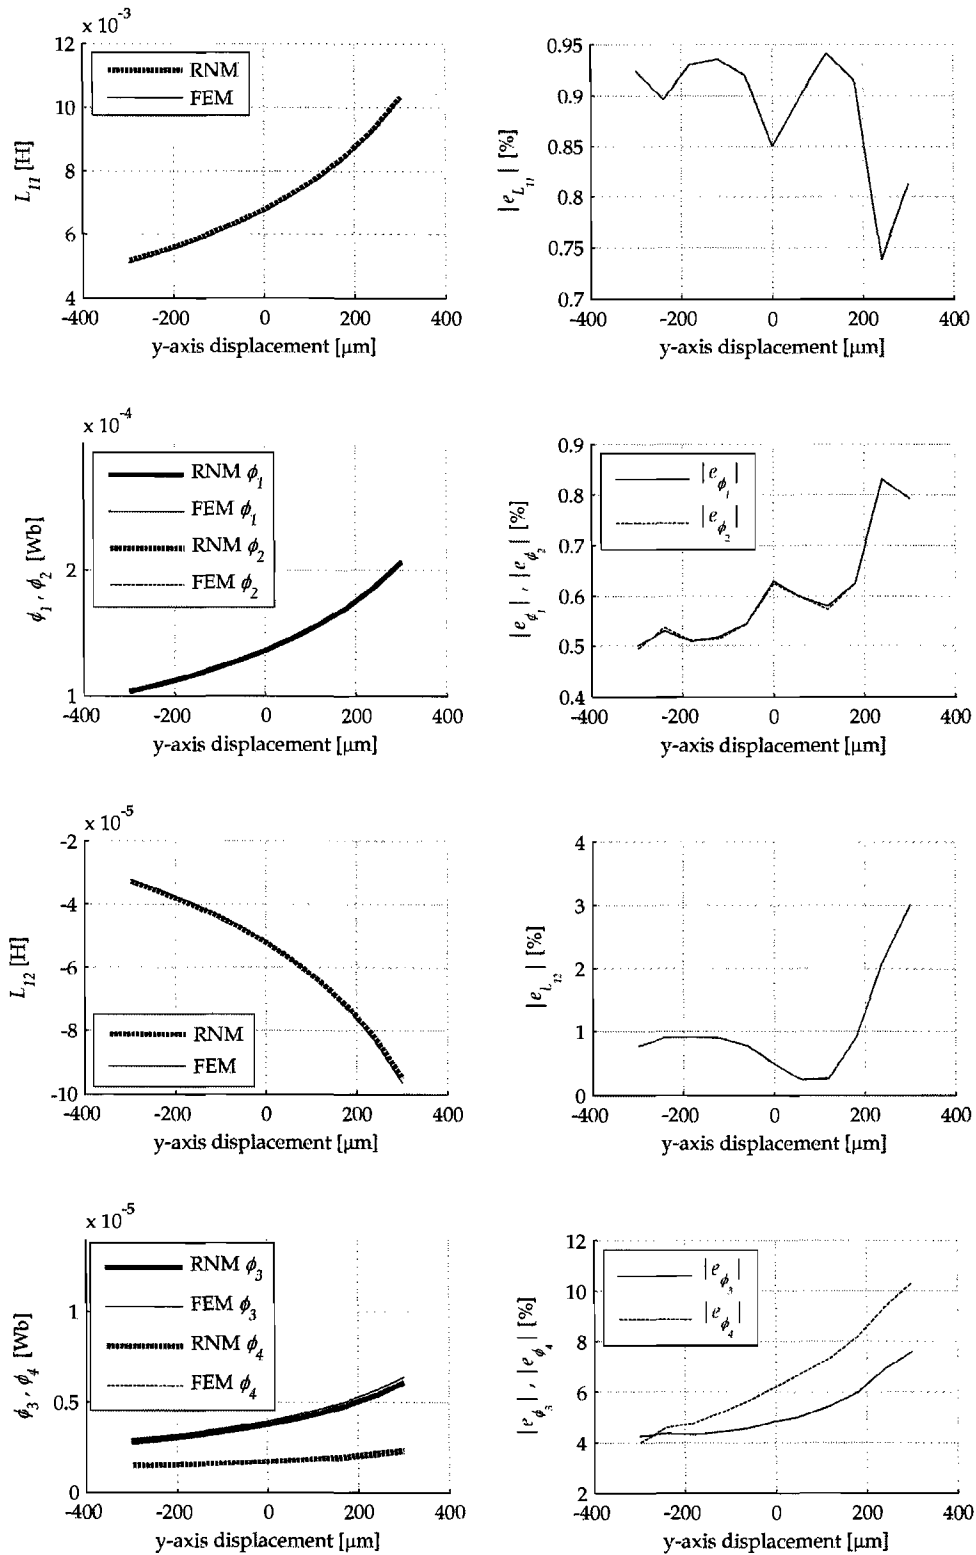 x 10⁻³
12
10
8
6
4
L₁₁ [H]
RNM
FEM
-400 -200 0 200 400
y-axis displacement [μm]
0.95
0.9
0.85
0.8
0.75
0.7
|e_L₁₁| [%]
-400 -200 0 200 400
y-axis displacement [μm]
x 10⁻⁴
2
1
ϕ₁ , ϕ₂ [Wb]
RNM ϕ₁
FEM ϕ₁
RNM ϕ₂
FEM ϕ₂
-400 -200 0 200 400
y-axis displacement [μm]
0.9
0.8
0.7
0.6
0.5
0.4
|e_ϕ₁| , |e_ϕ₂| [%]
|e_ϕ₁|
|e_ϕ₂|
-400 -200 0 200 400
y-axis displacement [μm]
x 10⁻⁵
-2
-4
-6
-8
-10
L₁₂ [H]
RNM
FEM
-400 -200 0 200 400
y-axis displacement [μm]
4
3
2
1
0
|e_L₁₂| [%]
-400 -200 0 200 400
y-axis displacement [μm]
x 10⁻⁵
1
0.5
0
ϕ₃ , ϕ₄ [Wb]
RNM ϕ₃
FEM ϕ₃
RNM ϕ₄
FEM ϕ₄
-400 -200 0 200 400
y-axis displacement [μm]
12
10
8
6
4
2
|e_ϕ₃| , |e_ϕ₄| [%]
|e_ϕ₃|
|e_ϕ₄|
-400 -200 0 200 400
y-axis displacement [μm]